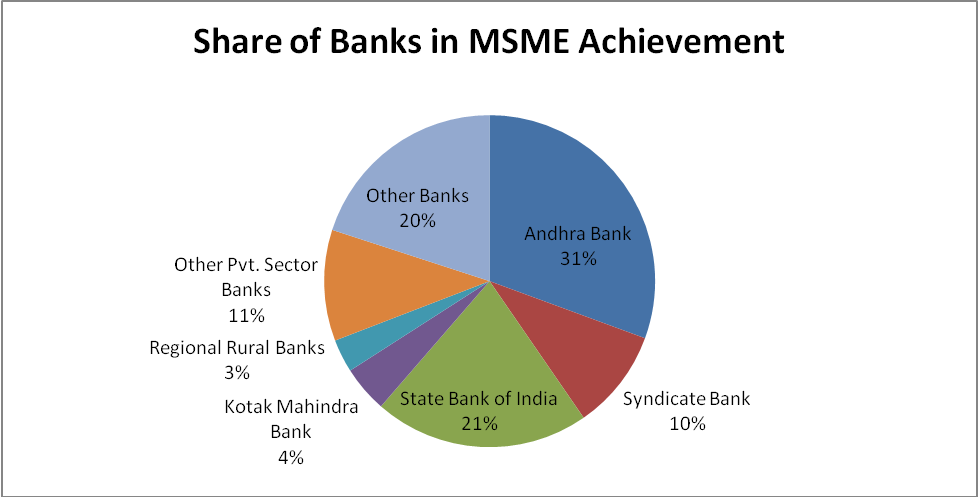 Share of Banks in MSME Achievement
Other Banks
20%
Andhra Bank
31%
Other Pvt. Sector
Banks
11%
Regional Rural Banks
3%
Kotak Mahindra
Bank
4%
State Bank of India
21%
Syndicate Bank
10%